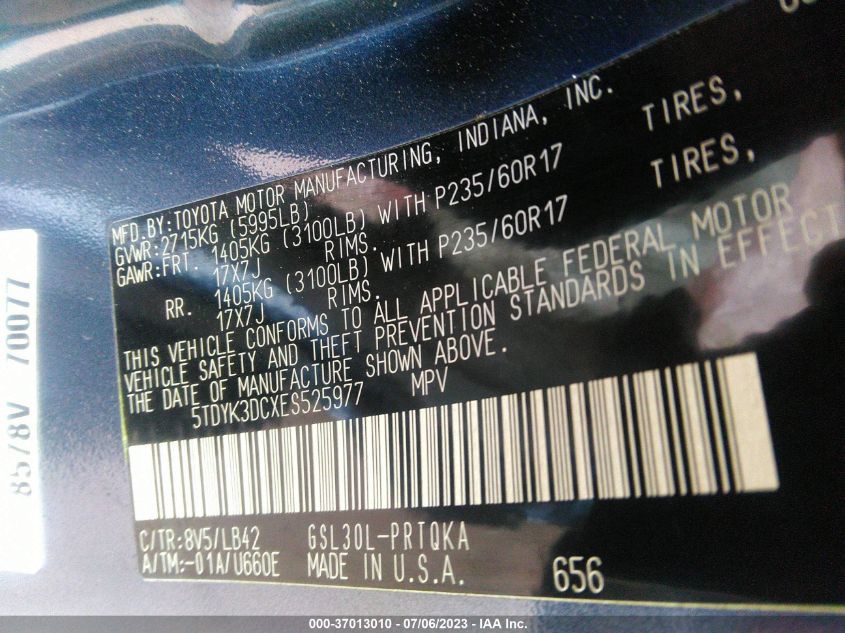 MFD.BY:TOYOTA MOTOR MANUFACTURING, INDIANA, INC.
GVWR:2715KG (5995LB)
GAWR:FRT. 1405KG (3100LB) WITH P235/60R17 TIRES,
17X7J RIMS.
RR. 1405KG (3100LB) WITH P235/60R17 TIRES,
17X7J RIMS.
THIS VEHICLE CONFORMS TO ALL APPLICABLE FEDERAL MOTOR
VEHICLE SAFETY AND THEFT PREVENTION STANDARDS IN EFFECT
THE DATE OF MANUFACTURE SHOWN ABOVE.
5TDYK3DCXES525977 MPV
C/TR:8V5/LB42 GSL30L-PRTQKA
A/TM:-01A/U660E MADE IN U.S.A. 656
85/8V 70077
000-37013010 - 07/06/2023 - IAA Inc.